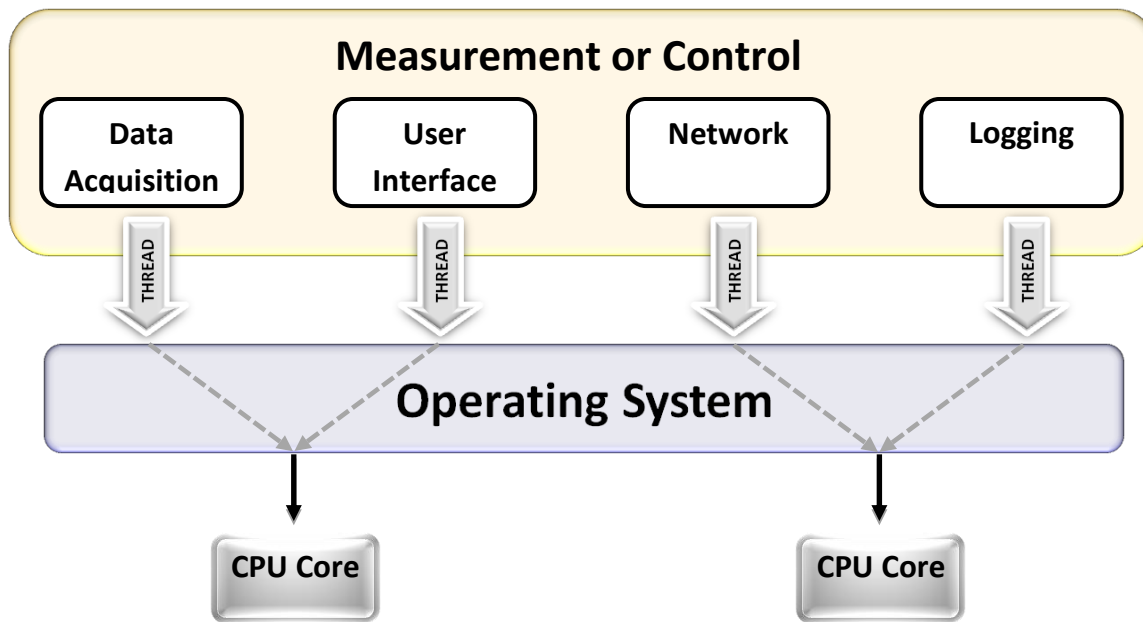 Measurement or Control
Data
Acquisition
User
Interface
Network
Logging
THREAD
THREAD
THREAD
THREAD
Operating System
CPU Core
CPU Core